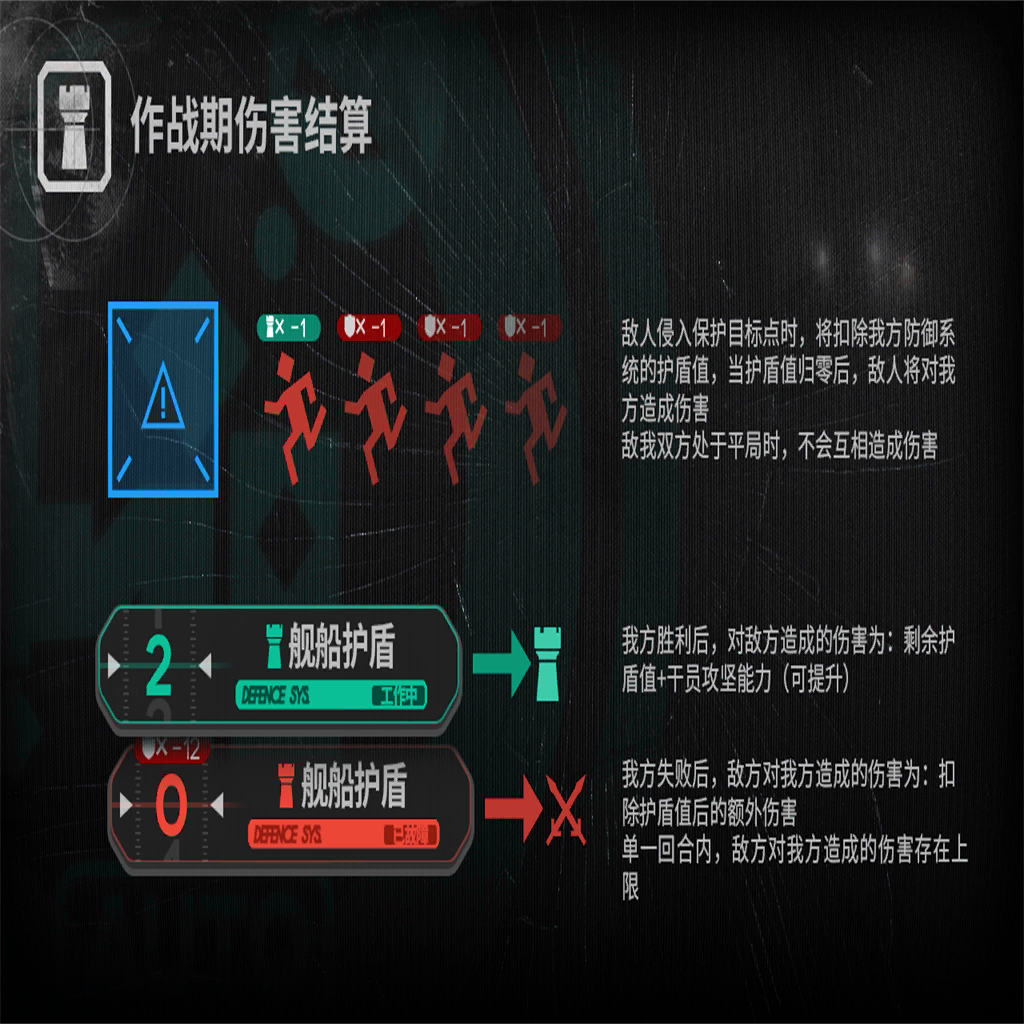 作战期伤害结算
× -1
× -1
× -1
× -1
敌人侵入保护目标点时，将扣除我方防御系
统的护盾值，当护盾值归零后，敌人将对我
方造成伤害
敌我双方处于平局时，不会互相造成伤害
2
舰船护盾
DEFENCE SYS.
工作中
我方胜利后，对敌方造成的伤害为：剩余护
盾值+干员攻坚能力（可提升）
× -12
0
舰船护盾
DEFENCE SYS.
我方失败后，敌方对我方造成的伤害为：扣
除护盾值后的额外伤害
单一回合内，敌方对我方造成的伤害存在上
限